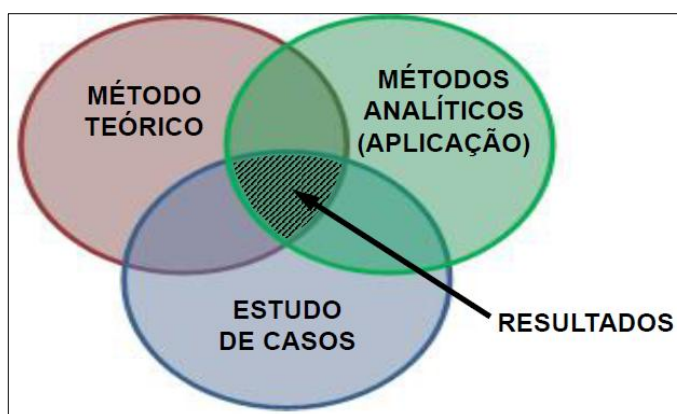 MÉTODO
TEÓRICO
MÉTODOS
ANALÍTICOS
(APLICAÇÃO)
ESTUDO
DE CASOS
RESULTADOS